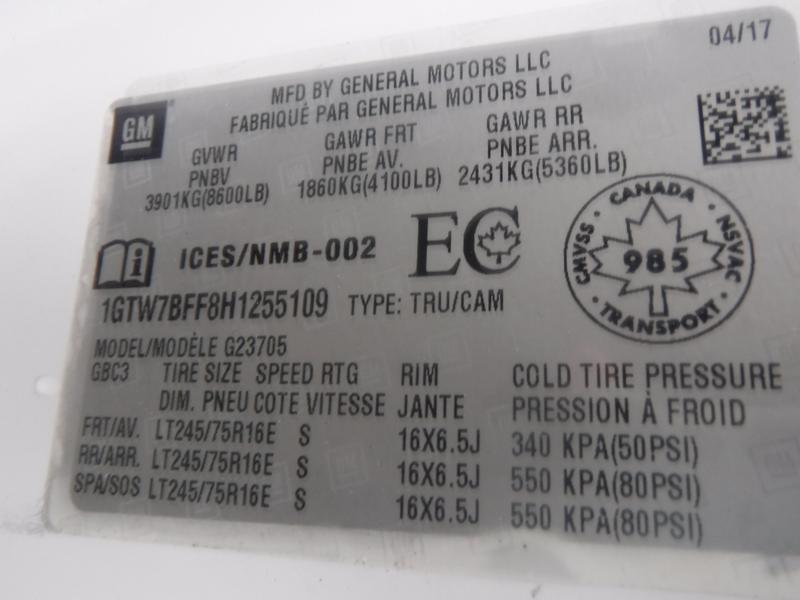 04/17
MFD BY GENERAL MOTORS LLC
FABRIQUÉ PAR GENERAL MOTORS LLC
GM
GVWR GAWR FRT GAWR RR
PNBV PNBE AV. PNBE ARR.
3901KG(8600LB) 1860KG(4100LB) 2431KG(5360LB)
i ICES/NMB-002 EC
CANADA
CMVSS 985 NSVAC
TRANSPORT
1GTW7BFF8H1255109 TYPE: TRU/CAM
MODEL/MODÈLE G23705
GBC3 TIRE SIZE SPEED RTG RIM COLD TIRE PRESSURE
DIM. PNEU COTE VITESSE JANTE PRESSION À FROID
FRT/AV. LT245/75R16E S 16X6.5J 340 KPA(50PSI)
RR/ARR. LT245/75R16E S 16X6.5J 550 KPA(80PSI)
SPA/SOS LT245/75R16E S 16X6.5J 550 KPA(80PSI)